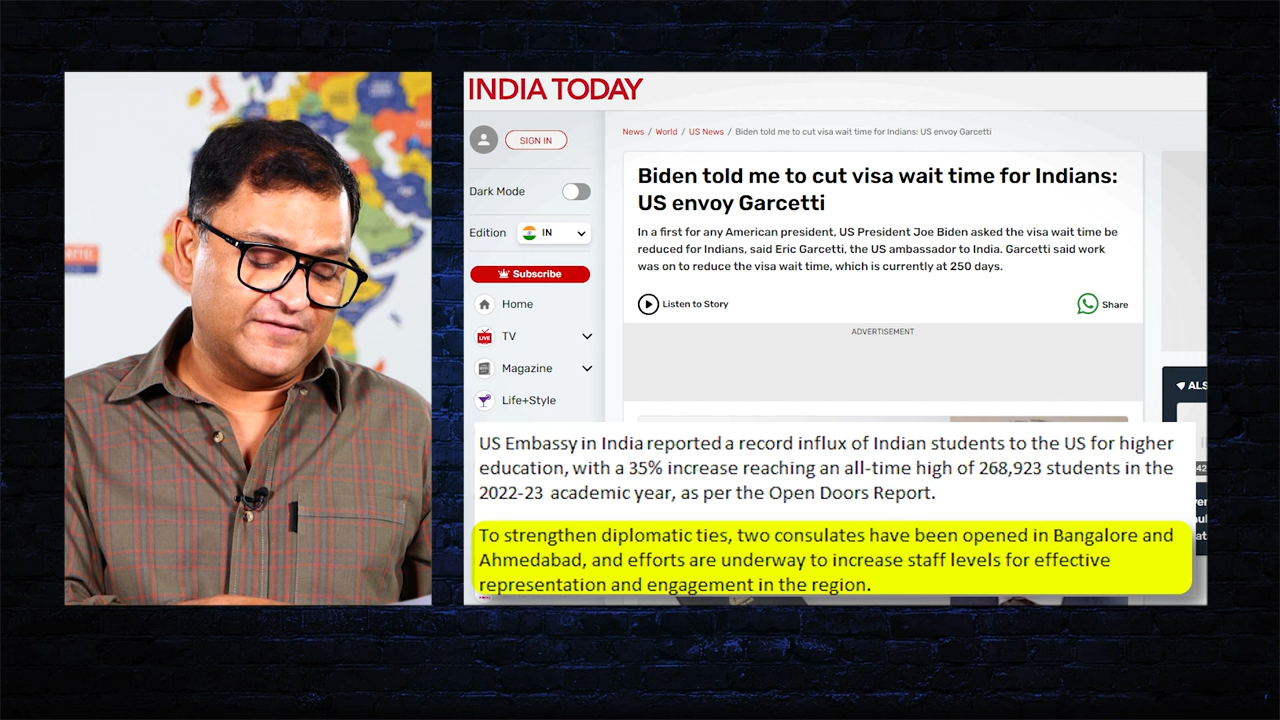 INDIA TODAY
SIGN IN
Dark Mode
Edition
IN
Subscribe
Home
LIVE
TV
Magazine
Life+Style
News / World / US News / Biden told me to cut visa wait time for Indians: US envoy Garcetti
Biden told me to cut visa wait time for Indians:
US envoy Garcetti
In a first for any American president, US President Joe Biden asked the visa wait time be
reduced for Indians, said Eric Garcetti, the US ambassador to India. Garcetti said work
was on to reduce the visa wait time, which is currently at 250 days.
Listen to Story
Share
ADVERTISEMENT
ALS
42
US Embassy in India reported a record influx of Indian students to the US for higher
education, with a 35% increase reaching an all-time high of 268,923 students in the
2022-23 academic year, as per the Open Doors Report.
To strengthen diplomatic ties, two consulates have been opened in Bangalore and
Ahmedabad, and efforts are underway to increase staff levels for effective
representation and engagement in the region.